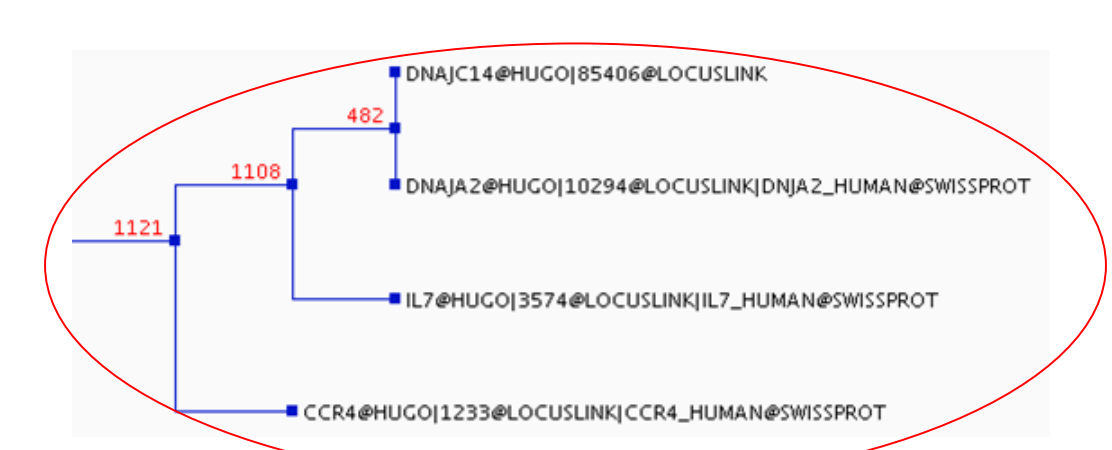 DNAJC14@HUGO|85406@LOCUSLINK
482
1108
DNAJA2@HUGO|10294@LOCUSLINK|DNJA2_HUMAN@SWISSPROT
1121
IL7@HUGO|3574@LOCUSLINK|IL7_HUMAN@SWISSPROT
CCR4@HUGO|1233@LOCUSLINK|CCR4_HUMAN@SWISSPROT